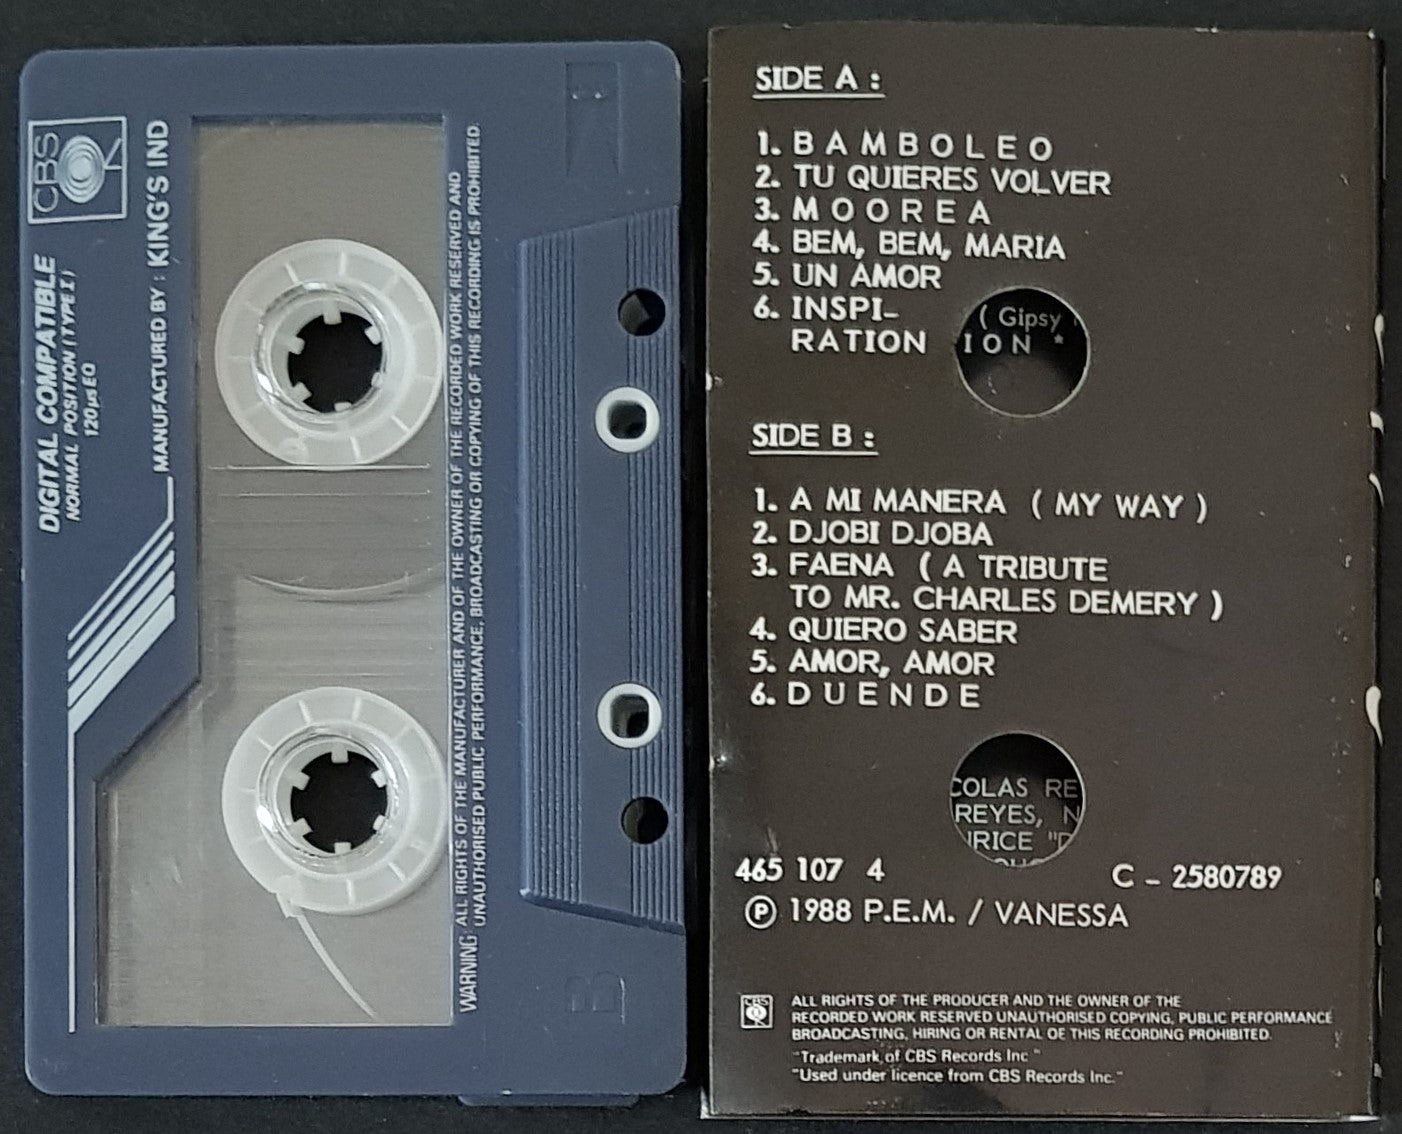 CBS
DIGITAL COMPATIBLE
NORMAL POSITION (TYPE I)
120µs EQ
MANUFACTURED BY : KING'S IND
WARNING: ALL RIGHTS OF THE MANUFACTURER AND OF THE OWNER OF THE RECORDED WORK RESERVED AND
UNAUTHORISED PUBLIC PERFORMANCE, BROADCASTING OR COPYING OF THIS RECORDING IS PROHIBITED.
B
SIDE A :
1. BAMBOLEO
2. TU QUIERES VOLVER
3. MOOREA
4. BEM, BEM, MARIA
5. UN AMOR
6. INSPI-
RATION
( Gipsy
ION *
SIDE B :
1. A MI MANERA ( MY WAY )
2. DJOBI DJOBA
3. FAENA ( A TRIBUTE
TO MR. CHARLES DEMERY )
4. QUIERO SABER
5. AMOR, AMOR
6. DUENDE
COLAS RE
REYES, N
RICE "
465 107 4 C - 2580789
Ⓟ 1988 P.E.M. / VANESSA
CBS
ALL RIGHTS OF THE PRODUCER AND THE OWNER OF THE
RECORDED WORK RESERVED UNAUTHORISED COPYING, PUBLIC PERFORMANCE
BROADCASTING, HIRING OR RENTAL OF THIS RECORDING PROHIBITED.
"Trademark of CBS Records Inc "
"Used under licence from CBS Records Inc."